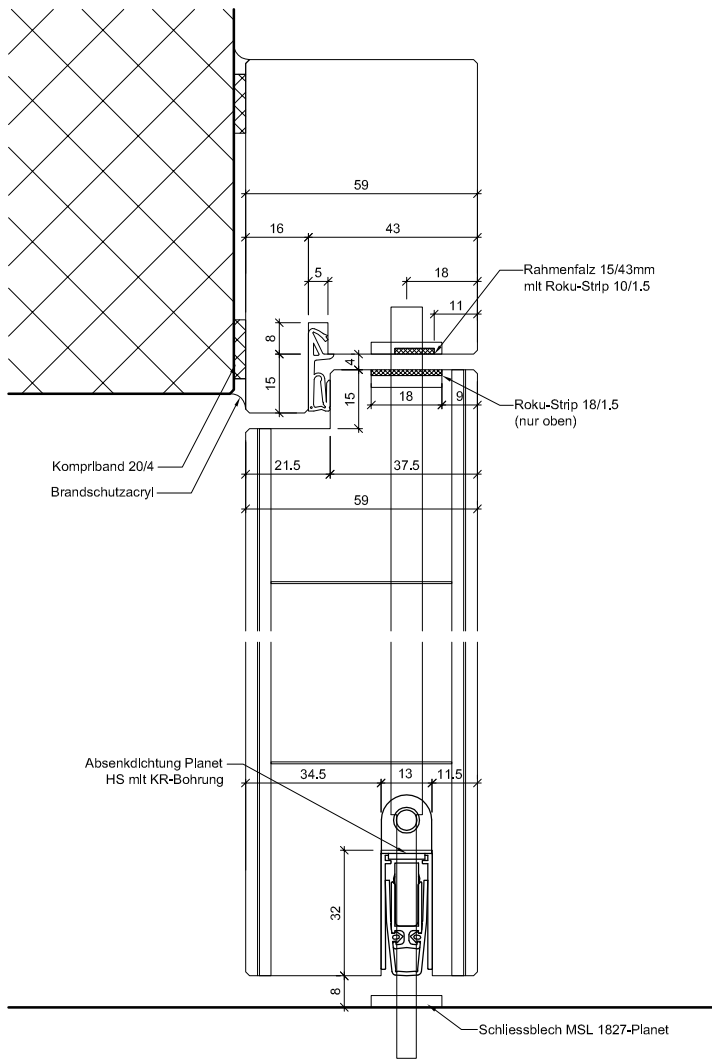 59
16
43
5
18
11
Rahmenfalz 15/43mm
mit Roku-Strip 10/1.5
8
4
15
15
18
9
Roku-Strip 18/1.5
(nur oben)
Kompriband 20/4
Brandschutzacryl
21.5
37.5
59
Absenkdichtung Planet
HS mit KR-Bohrung
34.5
13
11.5
32
8
Schliessblech MSL 1827-Planet